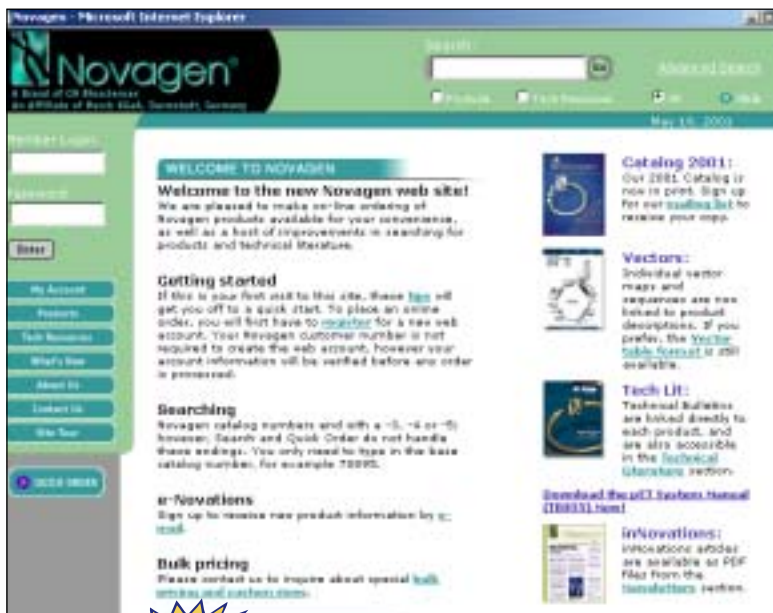 Novagen - Microsoft Internet Explorer
Novagen®
A Brand of CN Biosciences
An Affiliate of Merck KGaA, Darmstadt, Germany
Search:
Go
Advanced Search
Products
Tech Resources
Help
May 2001
Member Login:
Password:
Enter
My Account
Products
Tech Resources
What's New
About Us
Contact Us
Site Tour
QUICK ORDER
WELCOME TO NOVAGEN
Welcome to the new Novagen web site!
We are pleased to make on-line ordering of
Novagen products available for your convenience,
as well as a host of improvements in searching for
products and technical literature.
Getting started
If this is your first visit to this site, these tips will
get you off to a quick start. To place an online
order, you will first have to register for a new web
account. Your Novagen customer number is not
required to create the web account, however your
account information will be verified before any order
is processed.
Searching
Novagen catalog numbers end with a -3, -4 or -5;
however, Search and Quick Order do not handle
these endings. You only need to type in the base
catalog number, for example 70895.
e-Novations
Sign up to receive new product information by e-
mail.
Bulk pricing
Please contact us to inquire about special bulk
pricing and custom sizes.
Catalog 2001:
Our 2001 Catalog is
now in print. Sign up
for our mailing list to
receive your copy.
Vectors:
Individual vector
maps and
sequences are now
linked to product
descriptions. If you
prefer, the Vector
table format is still
available.
Tech Lit:
Technical Bulletins
are linked directly to
each product, and
are also accessible
in the Technical
Literature section.
Download the pET System Manual
(TB055) Now!
inNovations:
inNovations articles
are available as PDF
files from the
Newsletters section.